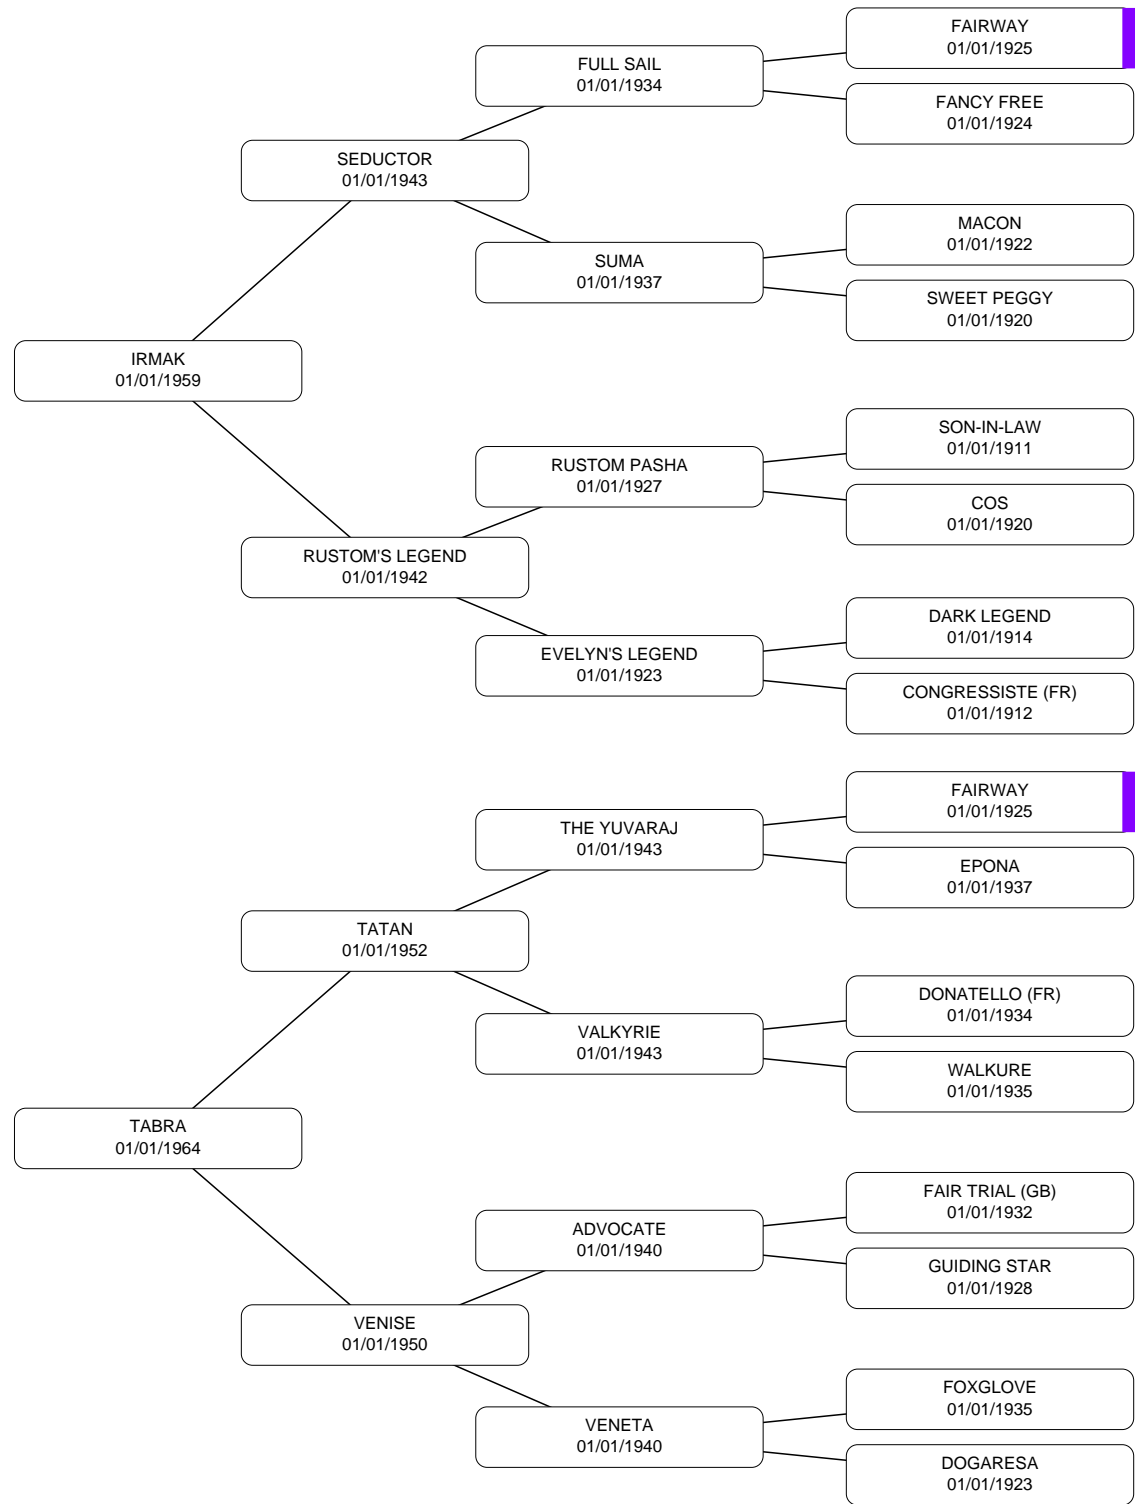 FAIRWAY
01/01/1925
FULL SAIL
01/01/1934
FANCY FREE
01/01/1924
SEDUCTOR
01/01/1943
MACON
01/01/1922
SUMA
01/01/1937
SWEET PEGGY
01/01/1920
IRMAK
01/01/1959
SON-IN-LAW
01/01/1911
RUSTOM PASHA
01/01/1927
COS
01/01/1920
RUSTOM'S LEGEND
01/01/1942
DARK LEGEND
01/01/1914
EVELYN'S LEGEND
01/01/1923
CONGRESSISTE (FR)
01/01/1912
FAIRWAY
01/01/1925
THE YUVARAJ
01/01/1943
EPONA
01/01/1937
TATAN
01/01/1952
DONATELLO (FR)
01/01/1934
VALKYRIE
01/01/1943
WALKURE
01/01/1935
TABRA
01/01/1964
FAIR TRIAL (GB)
01/01/1932
ADVOCATE
01/01/1940
GUIDING STAR
01/01/1928
VENISE
01/01/1950
FOXGLOVE
01/01/1935
VENETA
01/01/1940
DOGARESA
01/01/1923